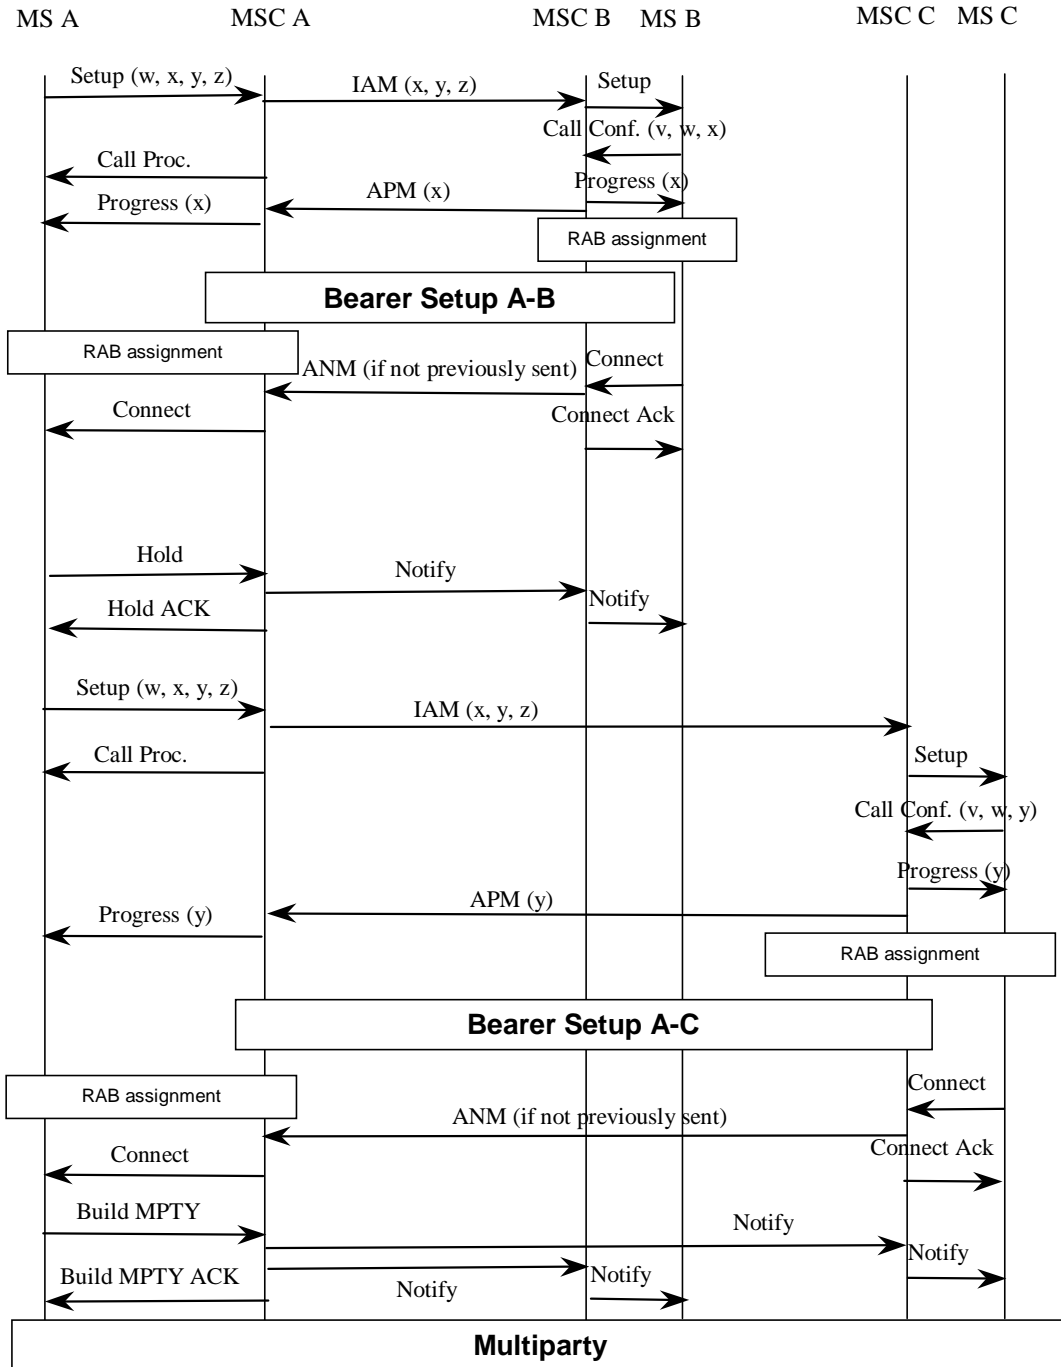 MS A MSC A MSC B MS B MSC C MS C
Setup (w, x, y, z) IAM (x, y, z) Setup
Call Conf. (v, w, x)
Call Proc.
Progress (x) APM (x) Progress (x)
RAB assignment
Bearer Setup A-B
RAB assignment
ANM (if not previously sent) Connect
Connect Connect Ack
Hold Notify
Hold ACK Notify
Setup (w, x, y, z)
IAM (x, y, z)
Call Proc. Setup
Call Conf. (v, w, y)
Progress (y)
Progress (y) APM (y)
RAB assignment
Bearer Setup A-C
RAB assignment Connect
ANM (if not previously sent)
Connect Connect Ack
Build MPTY Notify
Notify
Build MPTY ACK Notify Notify
Multiparty